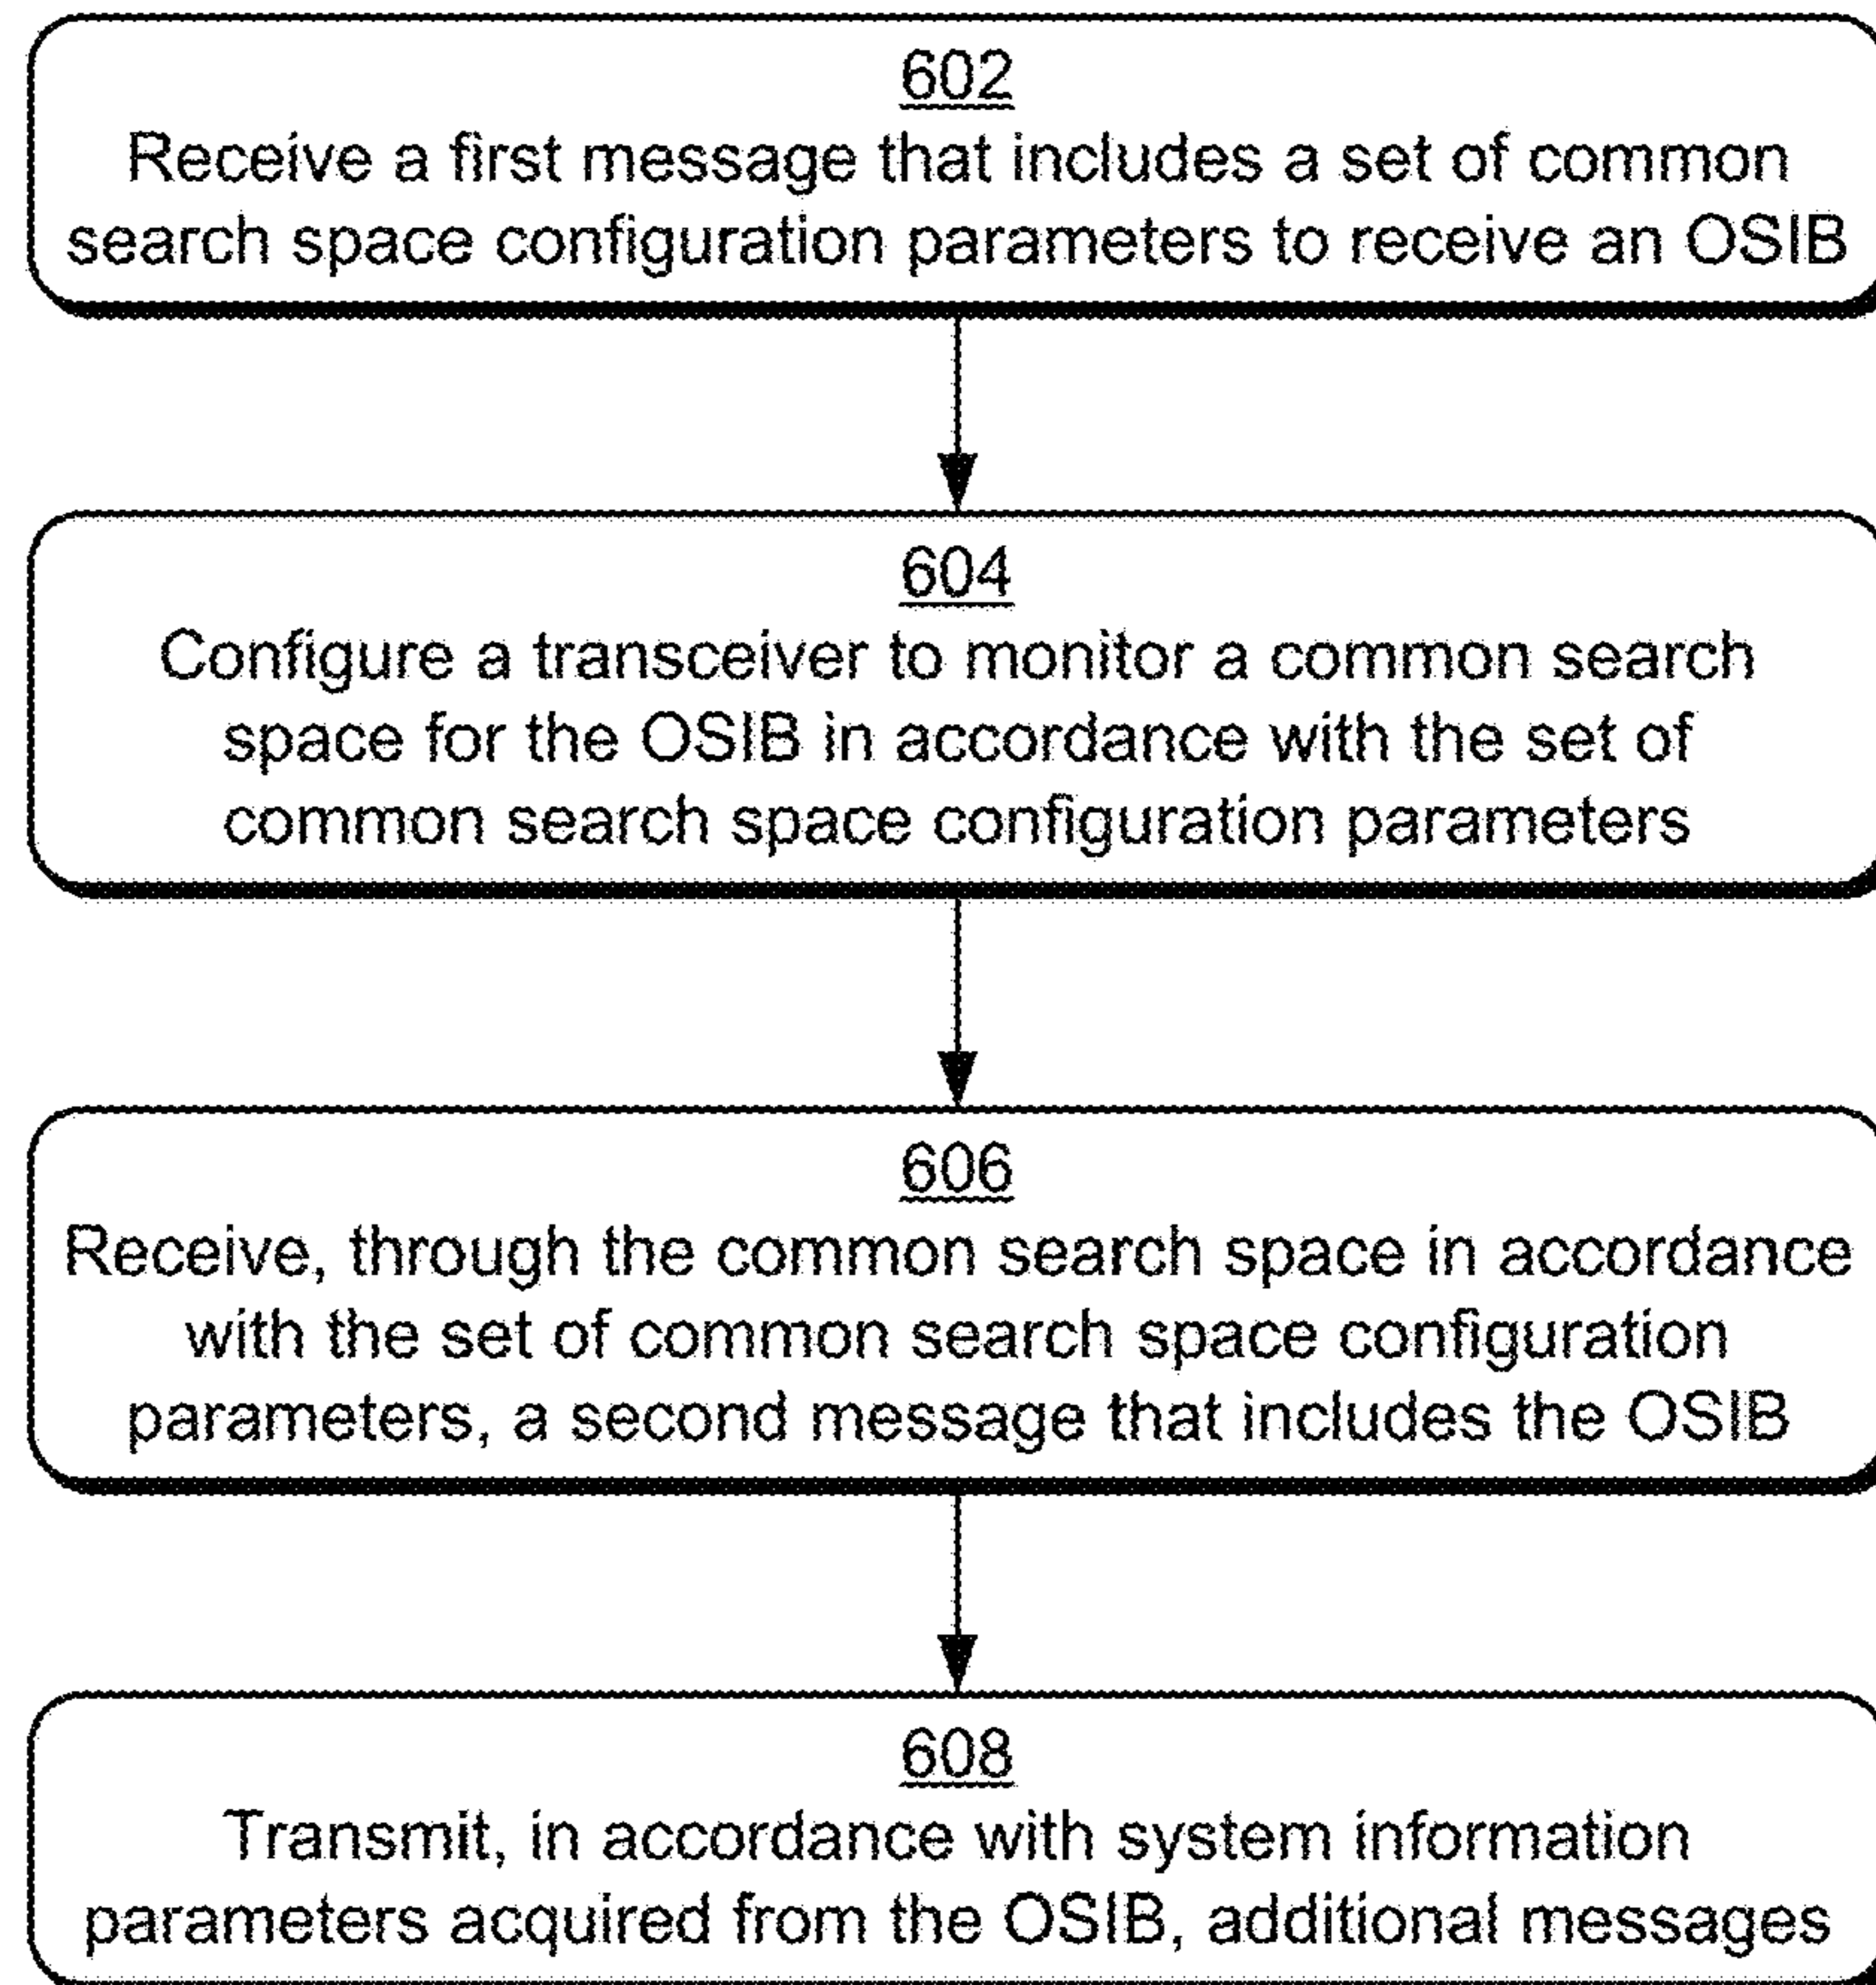 602
Receive a first message that includes a set of common
search space configuration parameters to receive an OSIB
604
Configure a transceiver to monitor a common search
space for the OSIB in accordance with the set of
common search space configuration parameters
606
Receive, through the common search space in accordance
with the set of common search space configuration
parameters, a second message that includes the OSIB
608
Transmit, in accordance with system information
parameters acquired from the OSIB, additional messages